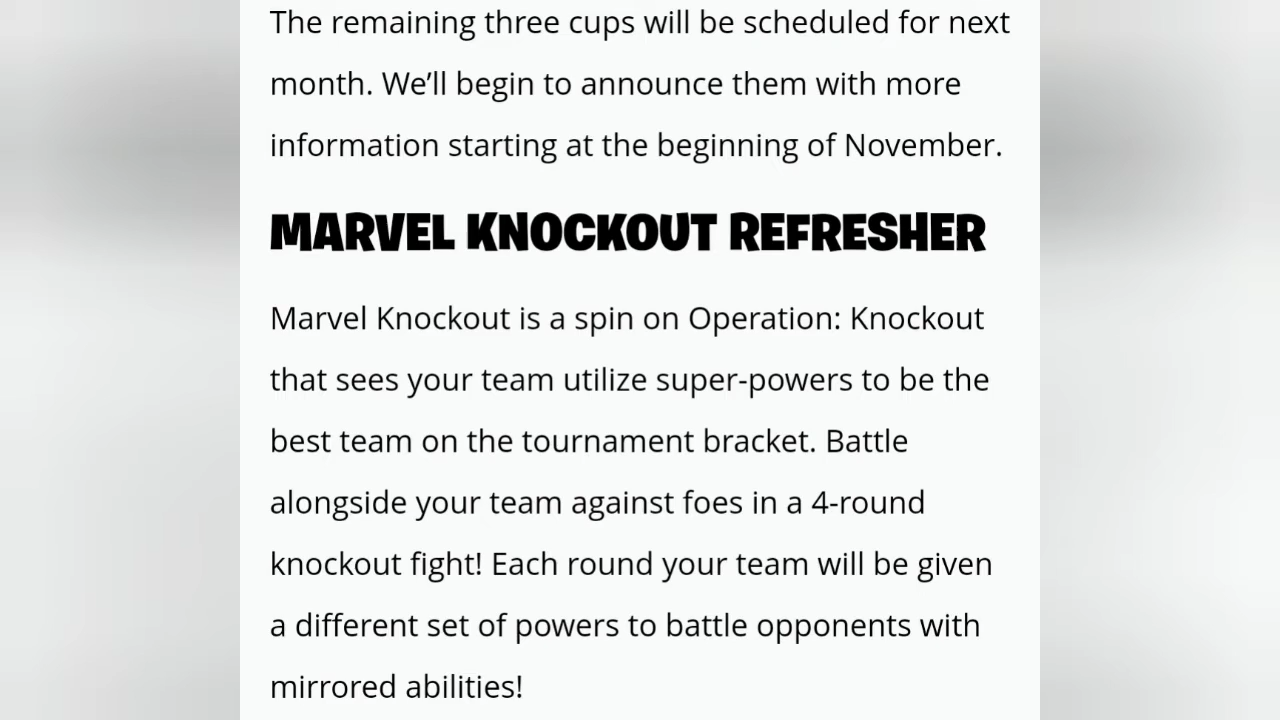 The remaining three cups will be scheduled for next
month. We’ll begin to announce them with more
information starting at the beginning of November.
MARVEL KNOCKOUT REFRESHER
Marvel Knockout is a spin on Operation: Knockout
that sees your team utilize super-powers to be the
best team on the tournament bracket. Battle
alongside your team against foes in a 4-round
knockout fight! Each round your team will be given
a different set of powers to battle opponents with
mirrored abilities!